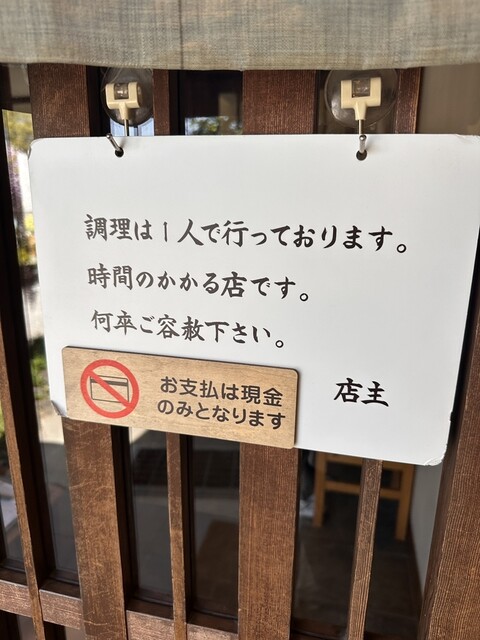 調理は1人で行っております。
時間のかかる店です。
何卒ご容赦下さい。
店主
お支払は現金
のみとなります